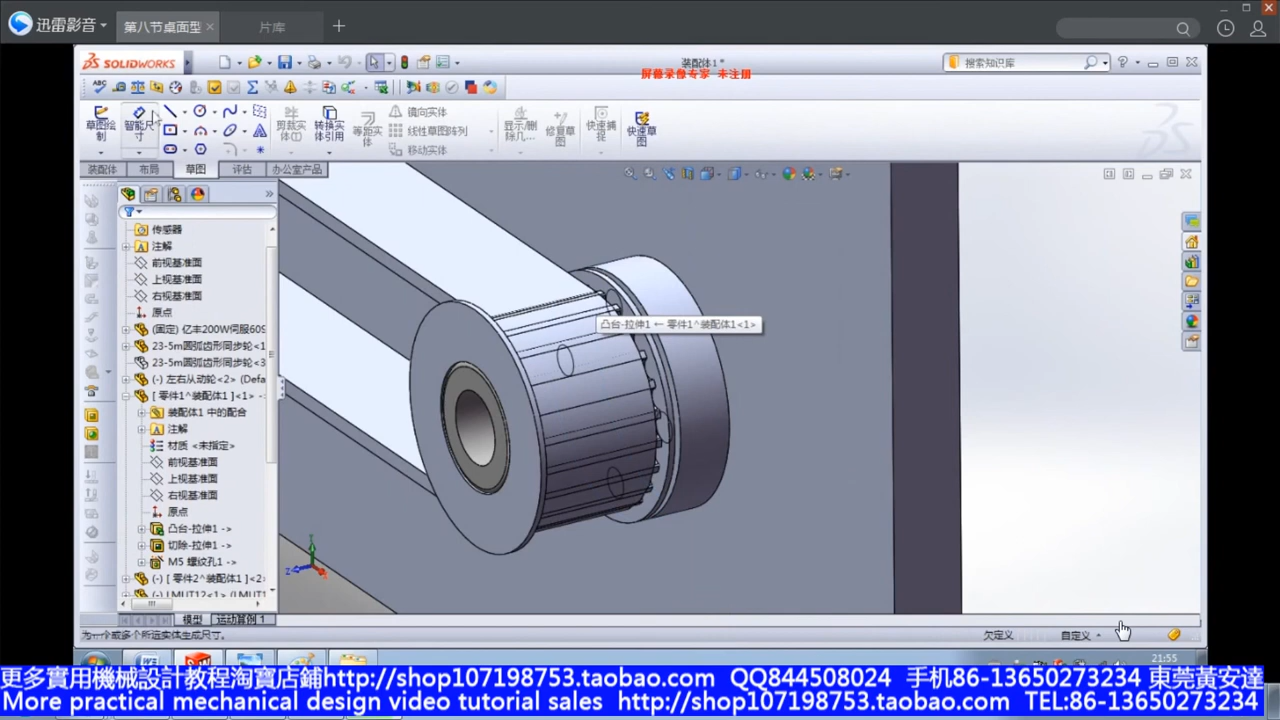 迅雷影音
第八节桌面型
片库
SOLIDWORKS
装配体1 *
搜索知识库
屏幕录像专家 未注册
草图绘制
智能尺寸
剪裁实体(I)
转换实体引用
等距实体
镜向实体
线性草图阵列
移动实体
显示/删除几...
修复草图
快速捕捉
快速草图
装配体
布局
草图
评估
办公室产品
传感器
注解
前视基准面
上视基准面
右视基准面
原点
(固定) 亿丰200W伺服609
23-5m圆弧齿形同步轮<1
23-5m圆弧齿形同步轮<3
(-) 左右从动轮<2> (Defa
[ 零件1^装配体1 ]<1> ->
装配体1 中的配合
注解
材质 <未指定>
前视基准面
上视基准面
右视基准面
原点
凸台-拉伸1 ->
切除-拉伸1 ->
M5 螺纹孔1 ->
(-) [ 零件2^装配体1 ]<2>
(-) LMUT12<1> (LMUT1
凸台-拉伸1 ← 零件1^装配体1<1>
模型
运动算例 1
为一个或多个所选实体生成尺寸。
欠定义
自定义
21:55
更多實用機械設計教程淘寶店鋪http://shop107198753.taobao.com QQ844508024 手机86-13650273234 東莞黃安達
More practical mechanical design video tutorial sales http://shop107198753.taobao.com TEL:86-13650273234